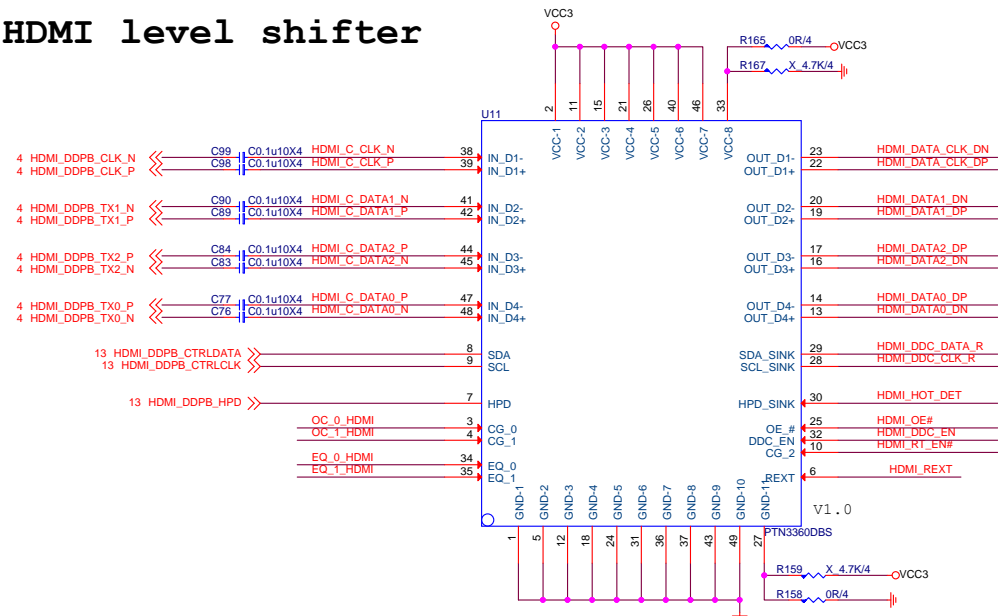 HDMI level shifter
VCC3
R165 0R/4 VCC3
R167 X_4.7K/4
2 11 15 21 26 40 46 33
U11
VCC-1 VCC-2 VCC-3 VCC-4 VCC-5 VCC-6 VCC-7 VCC-8
4 HDMI_DDPB_CLK_N C99 C0.1u10X4 HDMI_C_CLK_N 38 IN_D1- OUT_D1- 23 HDMI_DATA_CLK_DN
4 HDMI_DDPB_CLK_P C98 C0.1u10X4 HDMI_C_CLK_P 39 IN_D1+ OUT_D1+ 22 HDMI_DATA_CLK_DP
4 HDMI_DDPB_TX1_N C90 C0.1u10X4 HDMI_C_DATA1_N 41 IN_D2- OUT_D2- 20 HDMI_DATA1_DN
4 HDMI_DDPB_TX1_P C89 C0.1u10X4 HDMI_C_DATA1_P 42 IN_D2+ OUT_D2+ 19 HDMI_DATA1_DP
4 HDMI_DDPB_TX2_P C84 C0.1u10X4 HDMI_C_DATA2_P 44 IN_D3- OUT_D3- 17 HDMI_DATA2_DP
4 HDMI_DDPB_TX2_N C83 C0.1u10X4 HDMI_C_DATA2_N 45 IN_D3+ OUT_D3+ 16 HDMI_DATA2_DN
4 HDMI_DDPB_TX0_P C77 C0.1u10X4 HDMI_C_DATA0_P 47 IN_D4- OUT_D4- 14 HDMI_DATA0_DP
4 HDMI_DDPB_TX0_N C76 C0.1u10X4 HDMI_C_DATA0_N 48 IN_D4+ OUT_D4+ 13 HDMI_DATA0_DN
13 HDMI_DDPB_CTRLDATA 8 SDA SDA_SINK 29 HDMI_DDC_DATA_R
13 HDMI_DDPB_CTRLCLK 9 SCL SCL_SINK 28 HDMI_DDC_CLK_R
13 HDMI_DDPB_HPD 7 HPD HPD_SINK 30 HDMI_HOT_DET
OC_0_HDMI 3 CG_0 OE_# 25 HDMI_OE#
OC_1_HDMI 4 CG_1 DDC_EN 32 HDMI_DDC_EN
CG_2 10 HDMI_RT_EN#
EQ_0_HDMI 34 EQ_0
EQ_1_HDMI 35 EQ_1 REXT 6 HDMI_REXT
GND-1 GND-2 GND-3 GND-4 GND-5 GND-6 GND-7 GND-8 GND-9 GND-10 GND-11
V1.0
PTN3360DBS
1 5 12 18 24 31 36 37 43 49 27
R159 X_4.7K/4 VCC3
R158 0R/4